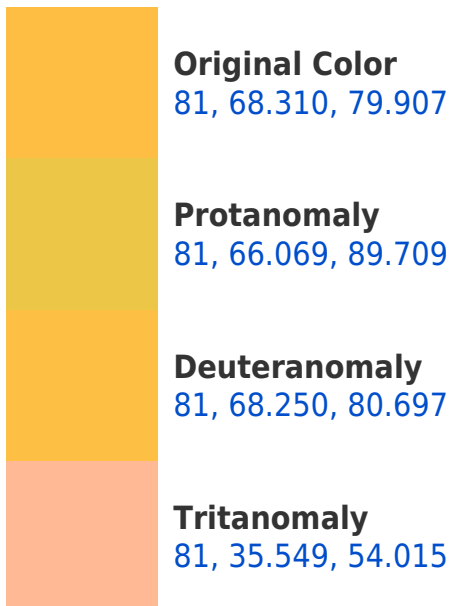 Original Color
81, 68.310, 79.907
Protanomaly
81, 66.069, 89.709
Deuteranomaly
81, 68.250, 80.697
Tritanomaly
81, 35.549, 54.015